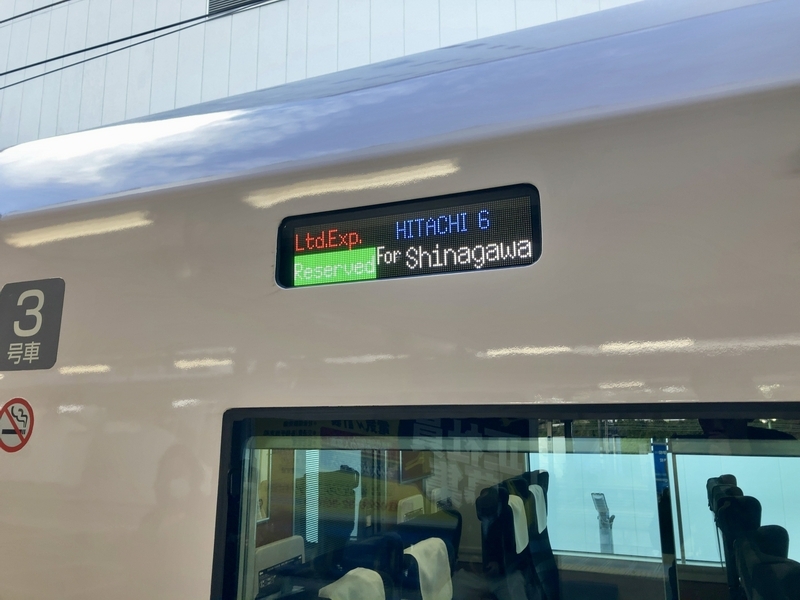 Ltd.Exp. HITACHI 6
Reserved For Shinagawa
3
号車